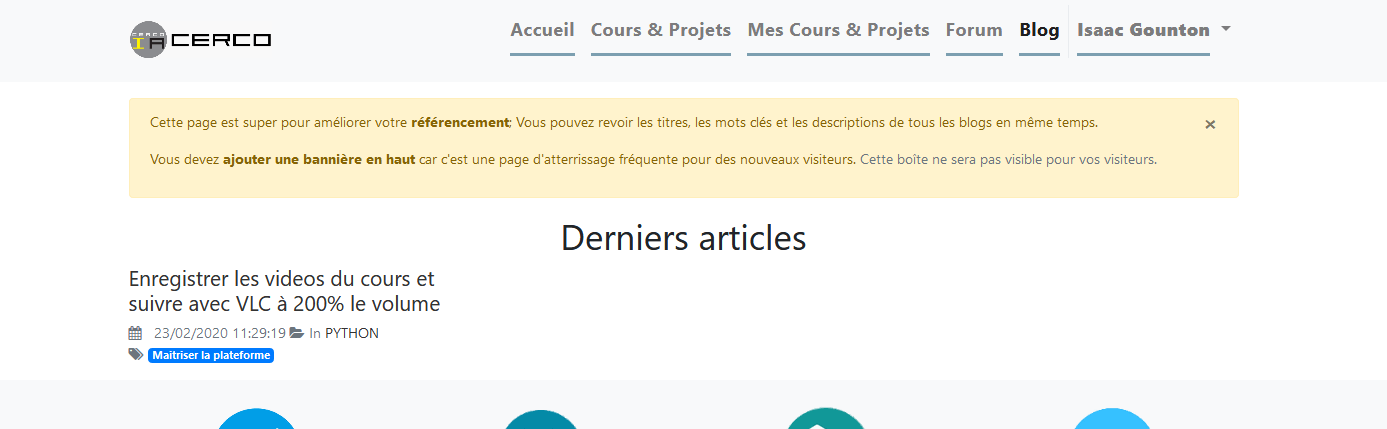 CERCO
IA CERCO
Accueil Cours & Projets Mes Cours & Projets Forum Blog Isaac Gounton
Cette page est super pour améliorer votre référencement; Vous pouvez revoir les titres, les mots clés et les descriptions de tous les blogs en même temps. ×
Vous devez ajouter une bannière en haut car c'est une page d'atterrissage fréquente pour des nouveaux visiteurs. Cette boîte ne sera pas visible pour vos visiteurs.
Derniers articles
Enregistrer les videos du cours et
suivre avec VLC à 200% le volume
23/02/2020 11:29:19 In PYTHON
Maitriser la plateforme